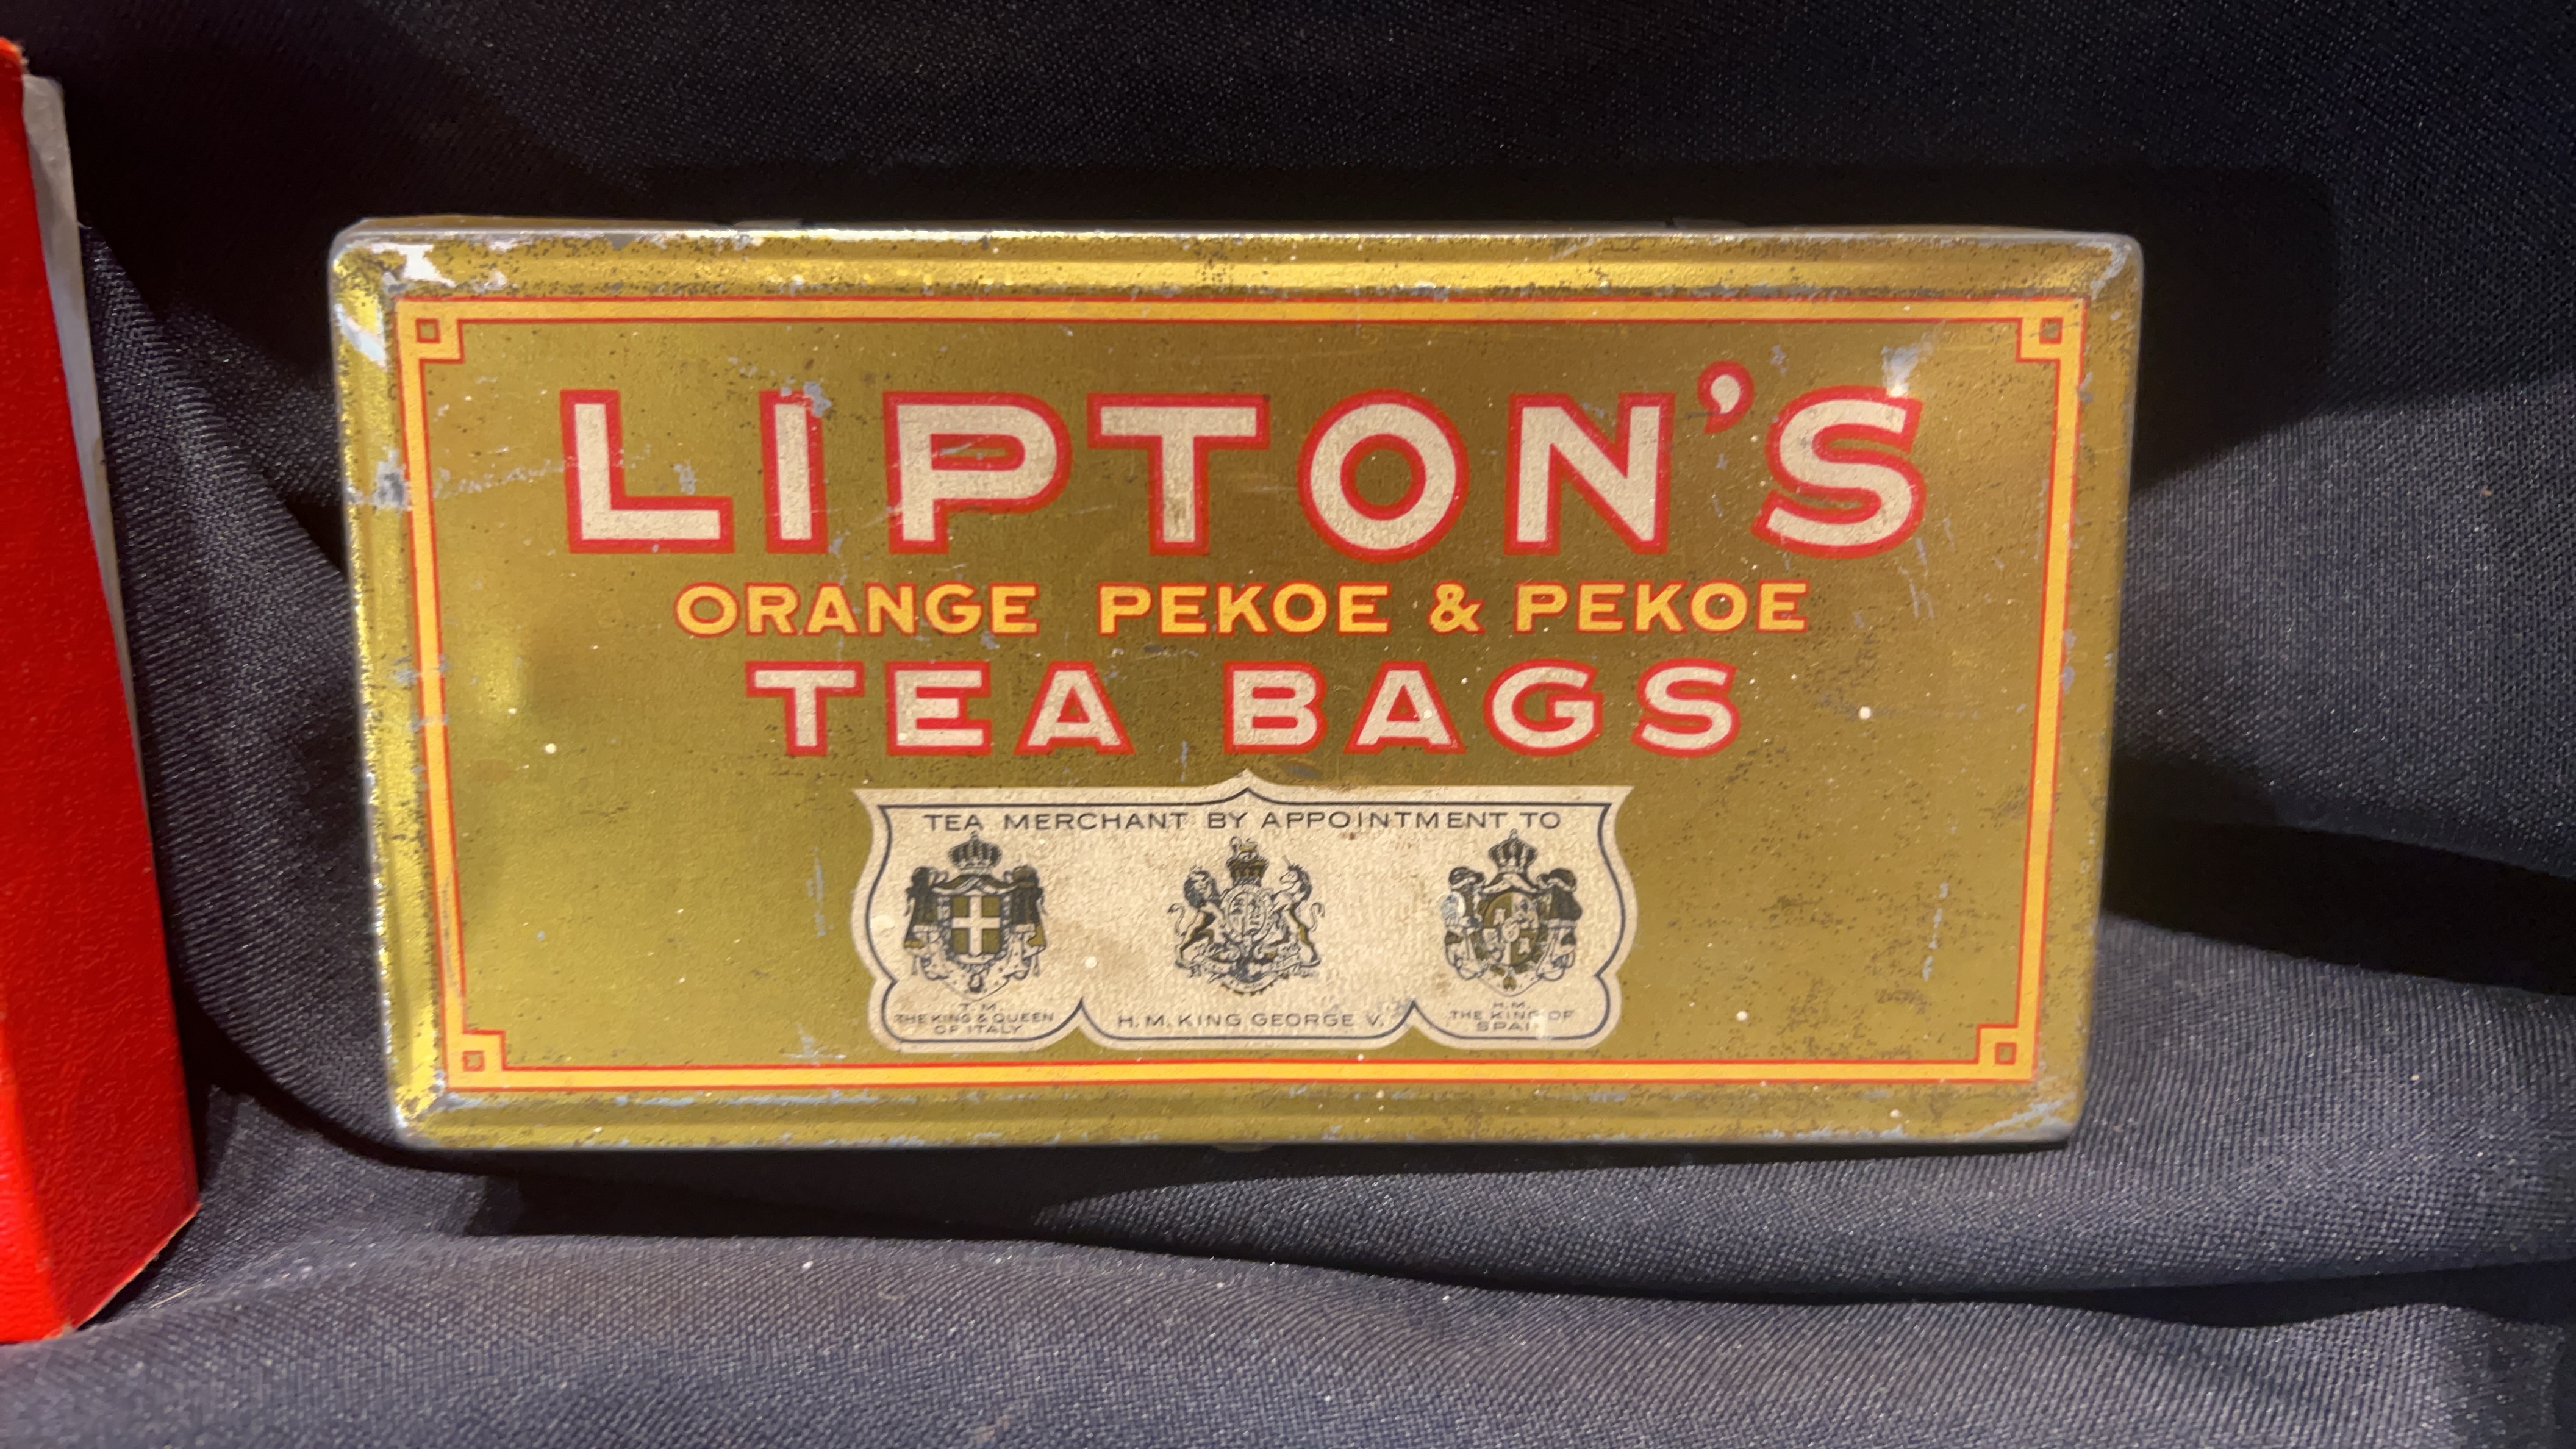 LIPTON'S
ORANGE PEKOE & PEKOE
TEA BAGS
TEA MERCHANT BY APPOINTMENT TO
T. M.
THE KING & QUEEN
OF ITALY
H. M. KING GEORGE V.
H. M.
THE KING OF
SPAIN